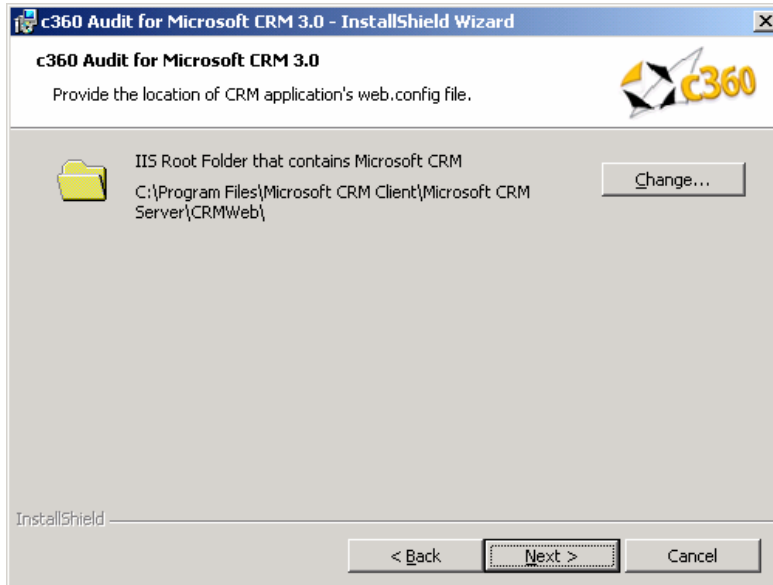 c360 Audit for Microsoft CRM 3.0 - InstallShield Wizard
c360 Audit for Microsoft CRM 3.0
Provide the location of CRM application's web.config file.
c360
IIS Root Folder that contains Microsoft CRM
C:\Program Files\Microsoft CRM Client\Microsoft CRM
Server\CRMWeb\
Change...
InstallShield
< Back
Next >
Cancel